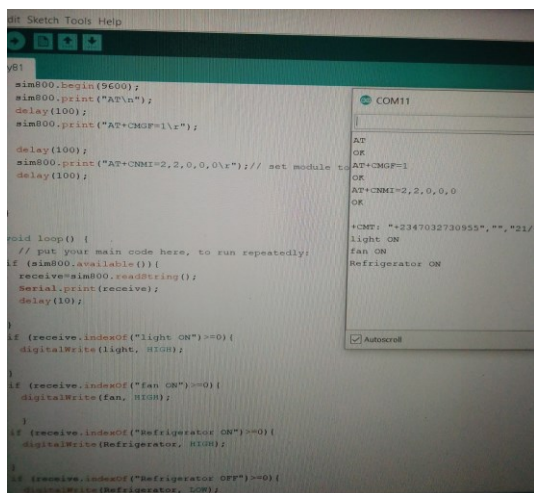 dit Sketch Tools Help
yB1
sim800.begin(9600);
sim800.print("AT\n");
delay(100);
sim800.print("AT+CMGF=1\r");
delay(100);
sim800.print("AT+CNMI=2,2,0,0,0\r");// set module to
delay(100);
}
void loop() {
// put your main code here, to run repeatedly:
if (sim800.available()){
receive=sim800.readString();
Serial.print(receive);
delay(10);
}
if (receive.indexOf("light ON")>=0){
digitalWrite(light, HIGH);
}
if (receive.indexOf("fan ON")>=0){
digitalWrite(fan, HIGH);
}
if (receive.indexOf("Refrigerator ON")>=0){
digitalWrite(Refrigerator, HIGH);
}
if (receive.indexOf("Refrigerator OFF")>=0){
digitalWrite(Refrigerator, LOW);
COM11
AT
OK
AT+CMGF=1
OK
AT+CNMI=2,2,0,0,0
OK
+CMT: "+2347032730955","","21/
light ON
fan ON
Refrigerator ON
Autoscroll